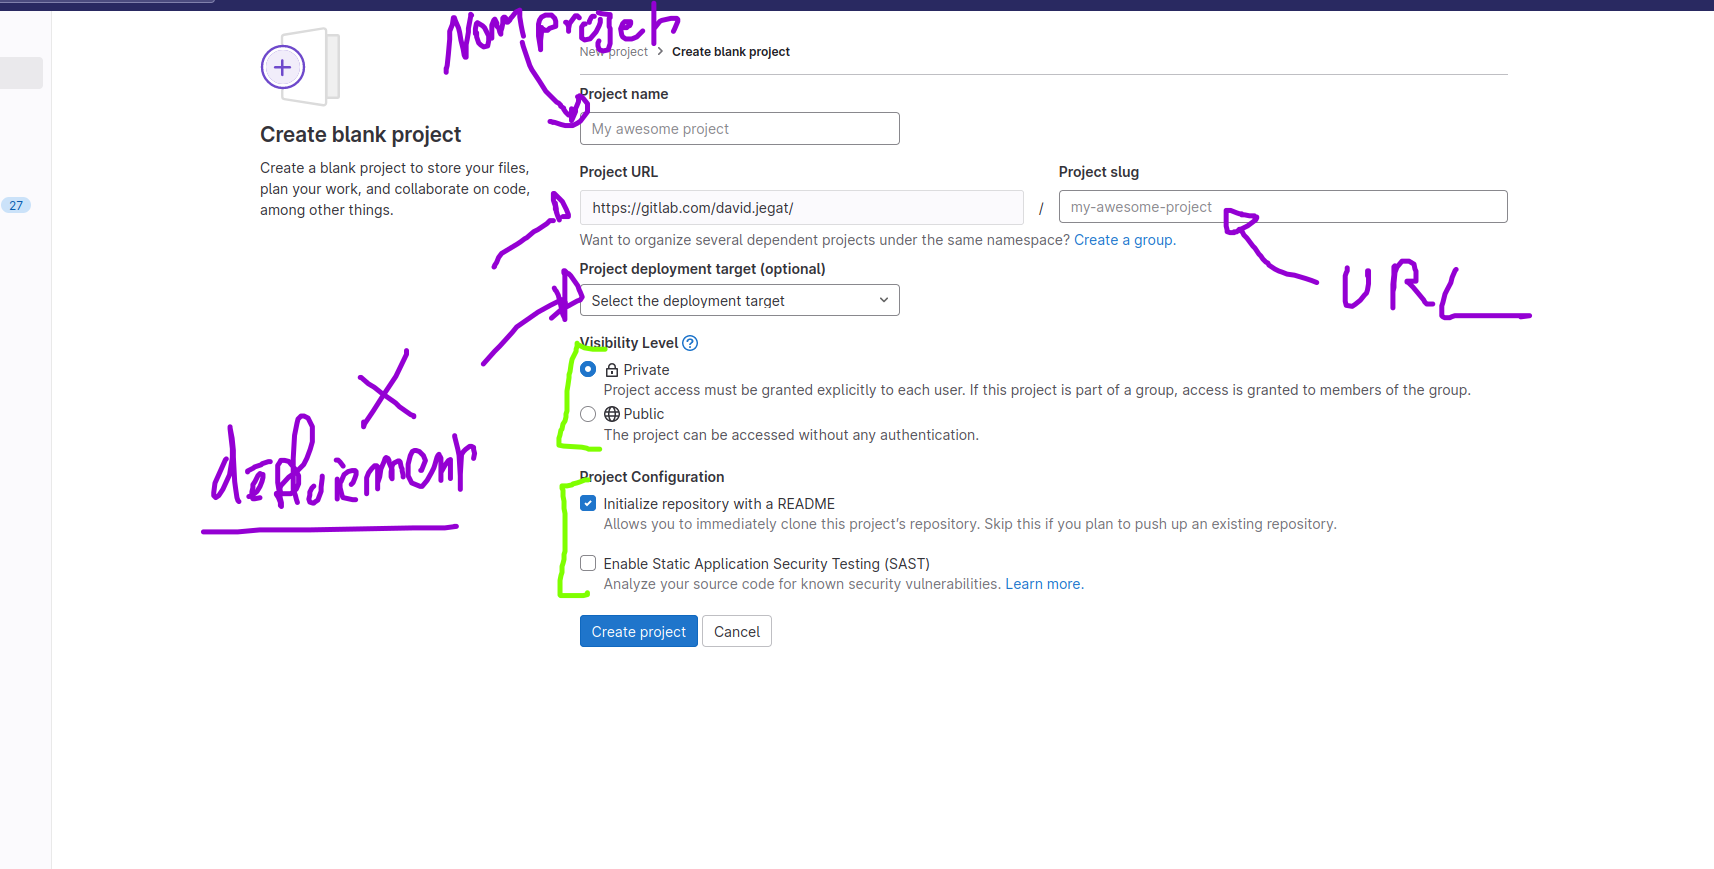 Nom projet
New project > Create blank project
Create blank project
Create a blank project to store your files,
plan your work, and collaborate on code,
among other things.
27
Project name
My awesome project
Project URL
Project slug
https://gitlab.com/david.jegat/
/
my-awesome-project
Want to organize several dependent projects under the same namespace? Create a group.
URL
Project deployment target (optional)
Select the deployment target
X
déploiement
Visibility Level
Private
Project access must be granted explicitly to each user. If this project is part of a group, access is granted to members of the group.
Public
The project can be accessed without any authentication.
Project Configuration
Initialize repository with a README
Allows you to immediately clone this project's repository. Skip this if you plan to push up an existing repository.
Enable Static Application Security Testing (SAST)
Analyze your source code for known security vulnerabilities. Learn more.
Create project
Cancel